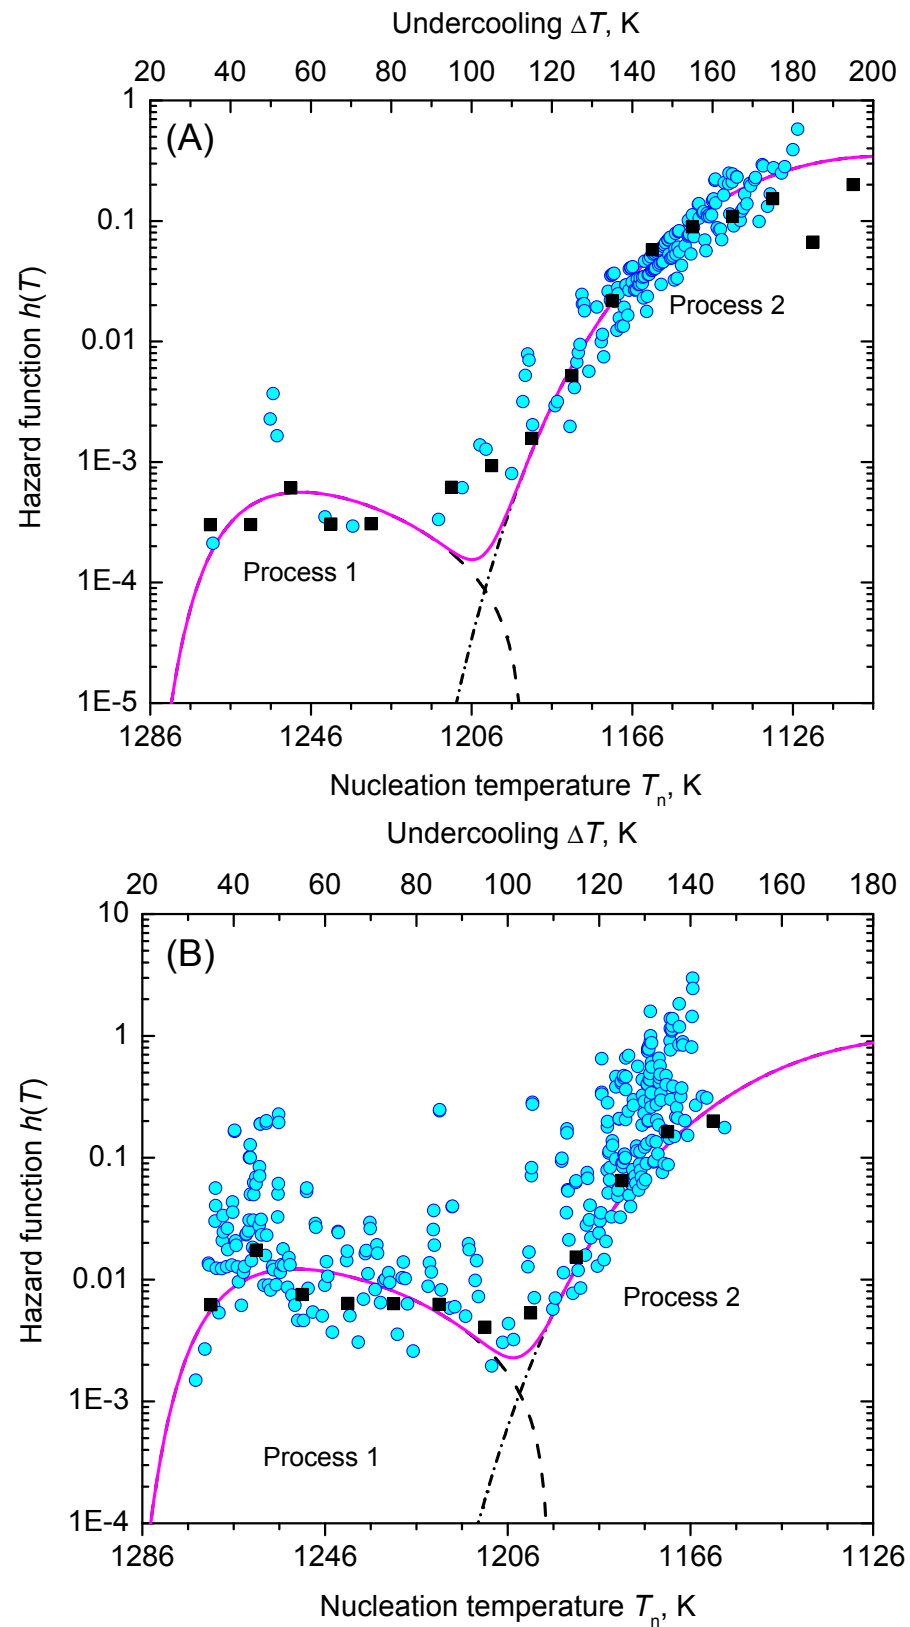 Undercooling ΔT, K
20 40 60 80 100 120 140 160 180 200
(A)
1
0.1
0.01
1E-3
1E-4
1E-5
Hazard function h(T)
Process 2
Process 1
1286 1246 1206 1166 1126
Nucleation temperature Tn, K
Undercooling ΔT, K
20 40 60 80 100 120 140 160 180
(B)
10
1
0.1
0.01
1E-3
1E-4
Hazard function h(T)
Process 2
Process 1
1286 1246 1206 1166 1126
Nucleation temperature Tn, K